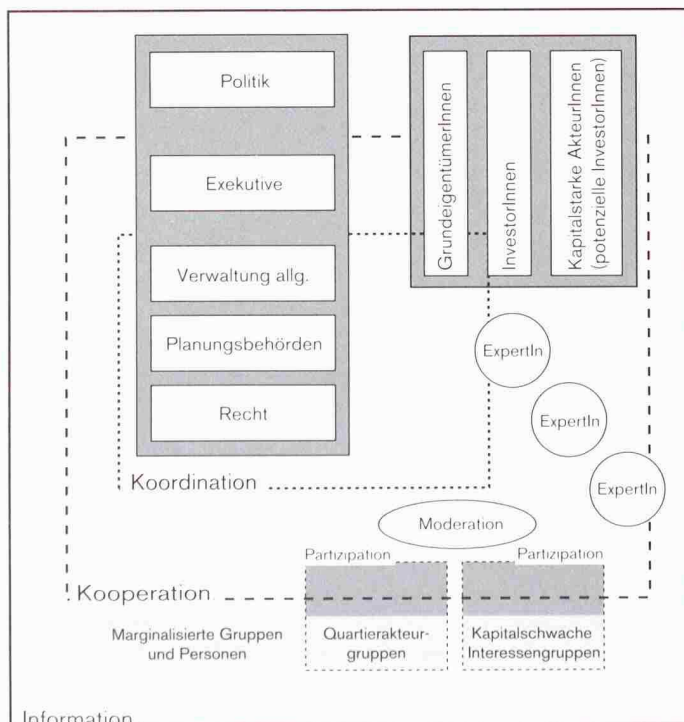 Politik
Exekutive
Verwaltung allg.
Planungsbehörden
Recht
GrundeigentümerInnen
InvestorInnen
Kapitalstarke AkteurInnen
(potenzielle InvestorInnen)
ExpertIn
ExpertIn
ExpertIn
Koordination
Moderation
Partizipation
Partizipation
Kooperation
Marginalisierte Gruppen
und Personen
Quartierakteur-
gruppen
Kapitalschwache
Interessengruppen
Information